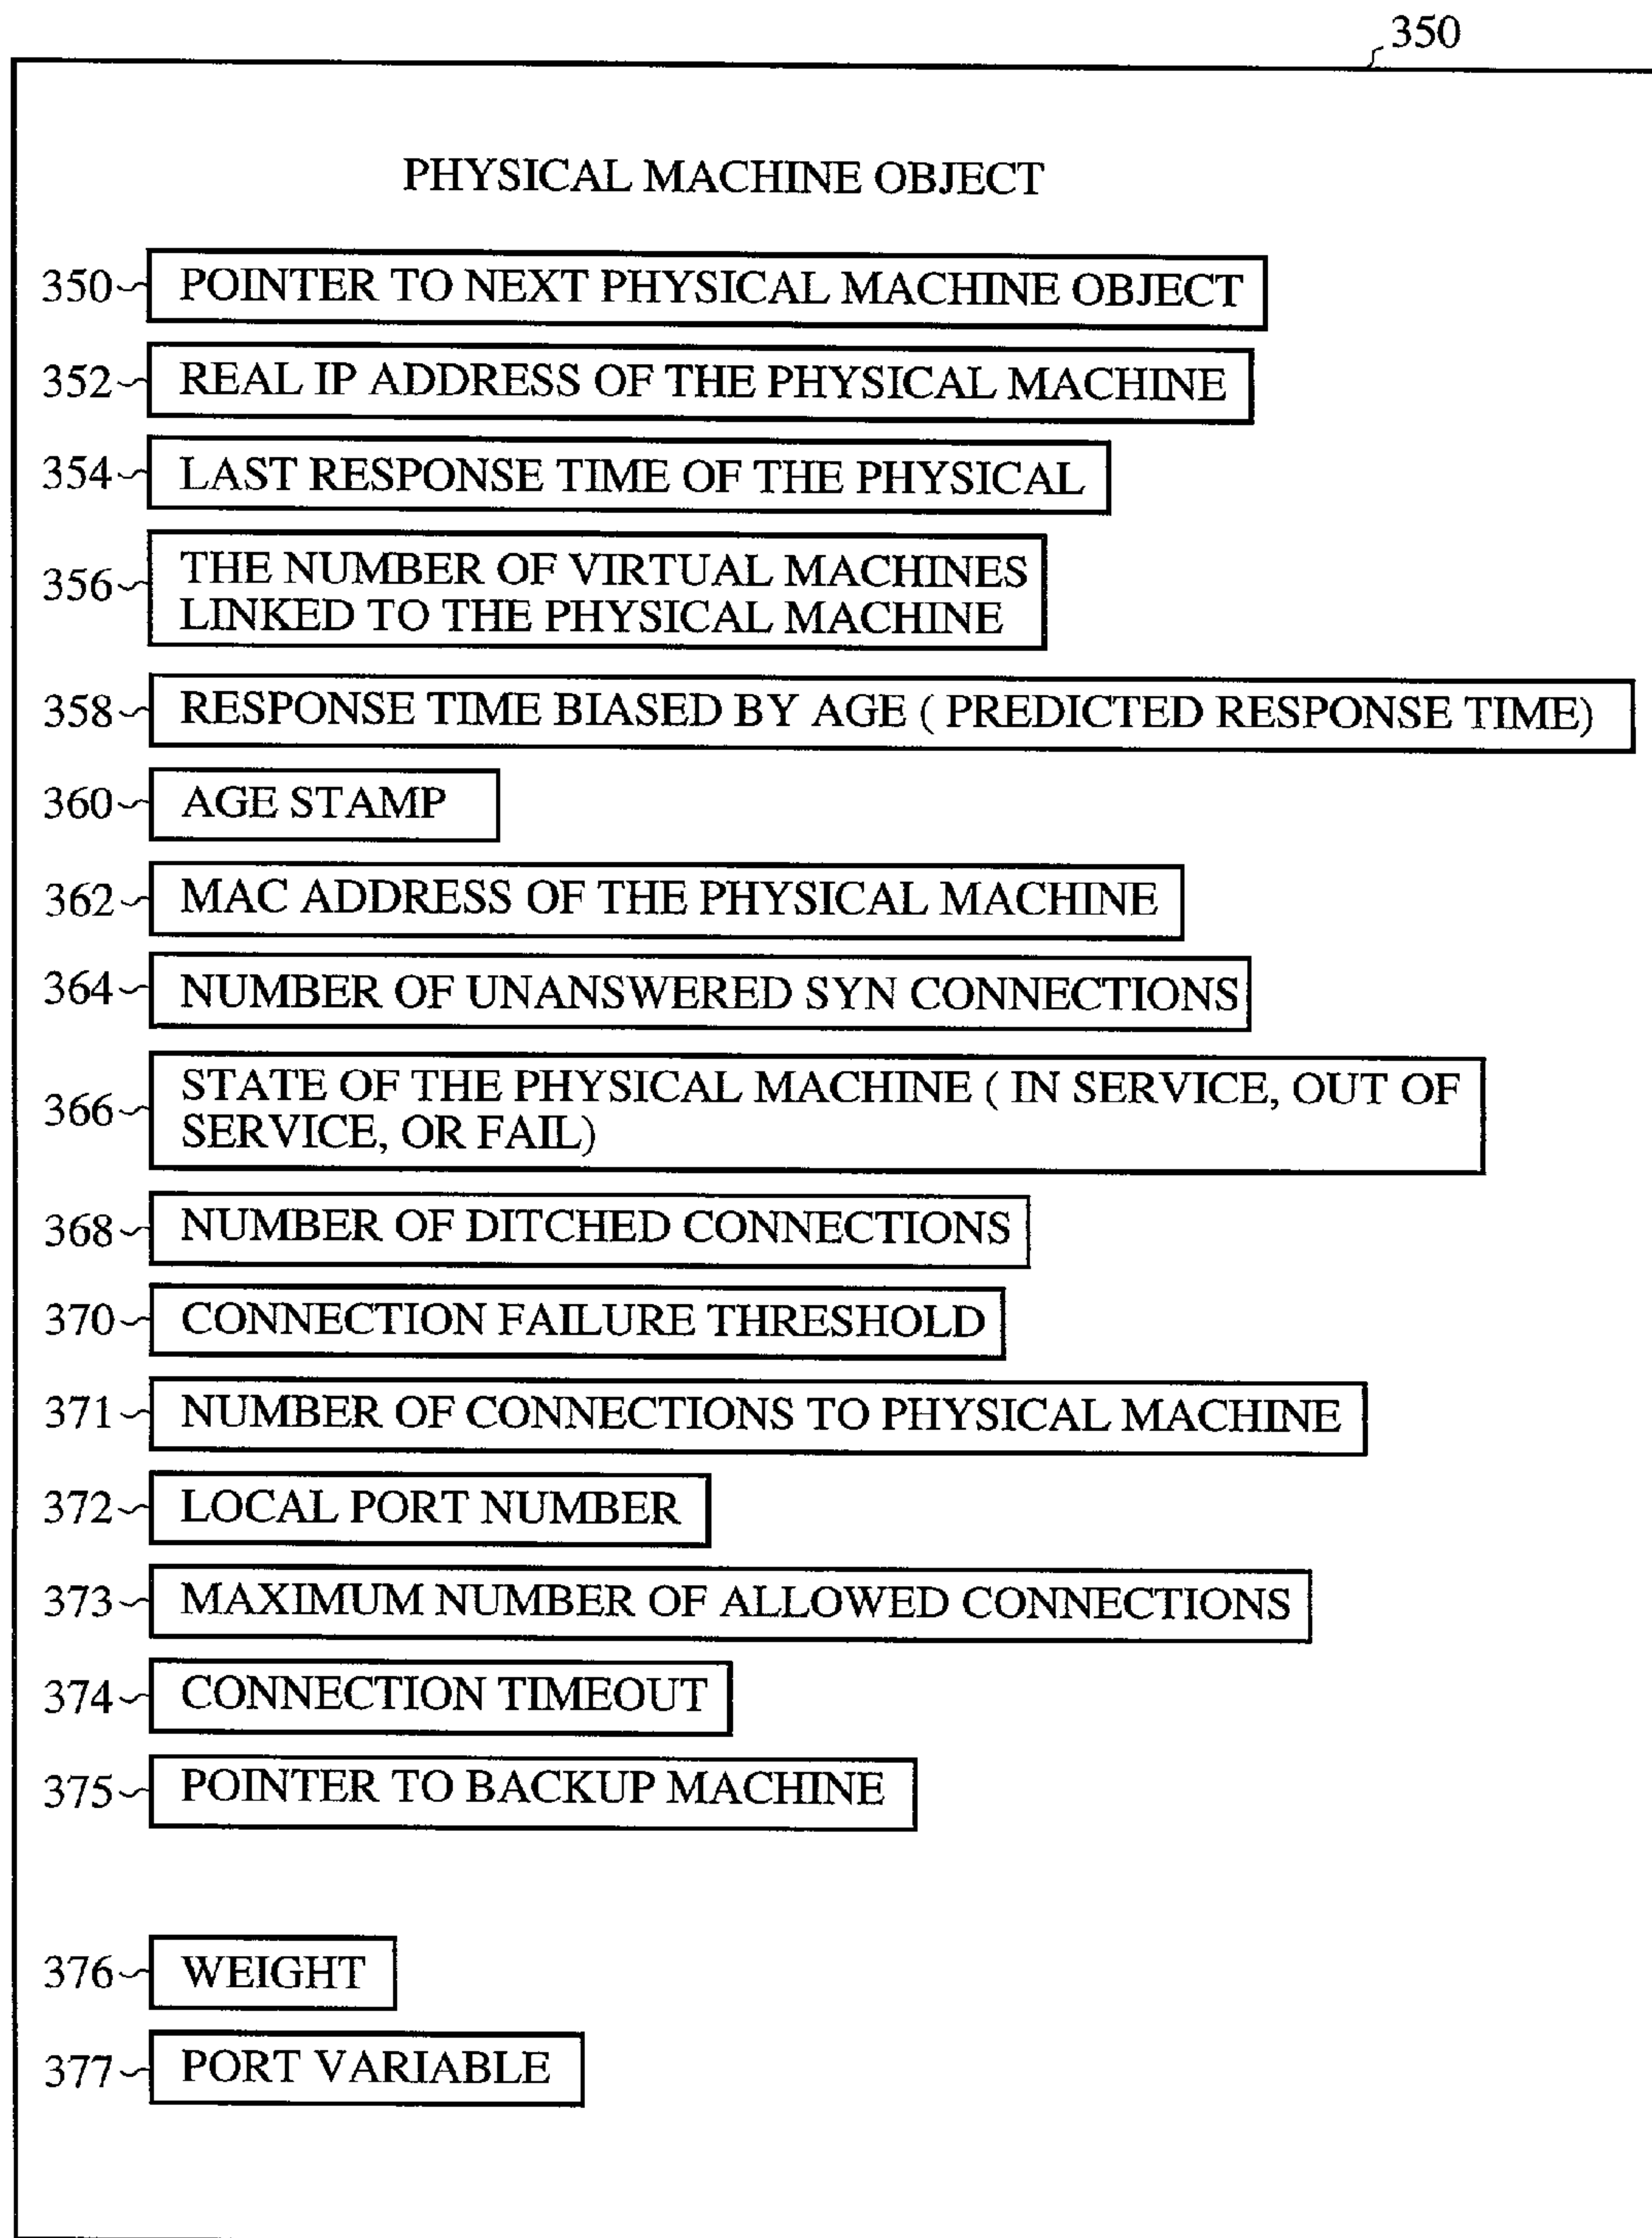 350
PHYSICAL MACHINE OBJECT
350 POINTER TO NEXT PHYSICAL MACHINE OBJECT
352 REAL IP ADDRESS OF THE PHYSICAL MACHINE
354 LAST RESPONSE TIME OF THE PHYSICAL
356 THE NUMBER OF VIRTUAL MACHINES
LINKED TO THE PHYSICAL MACHINE
358 RESPONSE TIME BIASED BY AGE ( PREDICTED RESPONSE TIME)
360 AGE STAMP
362 MAC ADDRESS OF THE PHYSICAL MACHINE
364 NUMBER OF UNANSWERED SYN CONNECTIONS
366 STATE OF THE PHYSICAL MACHINE ( IN SERVICE, OUT OF
SERVICE, OR FAIL)
368 NUMBER OF DITCHED CONNECTIONS
370 CONNECTION FAILURE THRESHOLD
371 NUMBER OF CONNECTIONS TO PHYSICAL MACHINE
372 LOCAL PORT NUMBER
373 MAXIMUM NUMBER OF ALLOWED CONNECTIONS
374 CONNECTION TIMEOUT
375 POINTER TO BACKUP MACHINE
376 WEIGHT
377 PORT VARIABLE